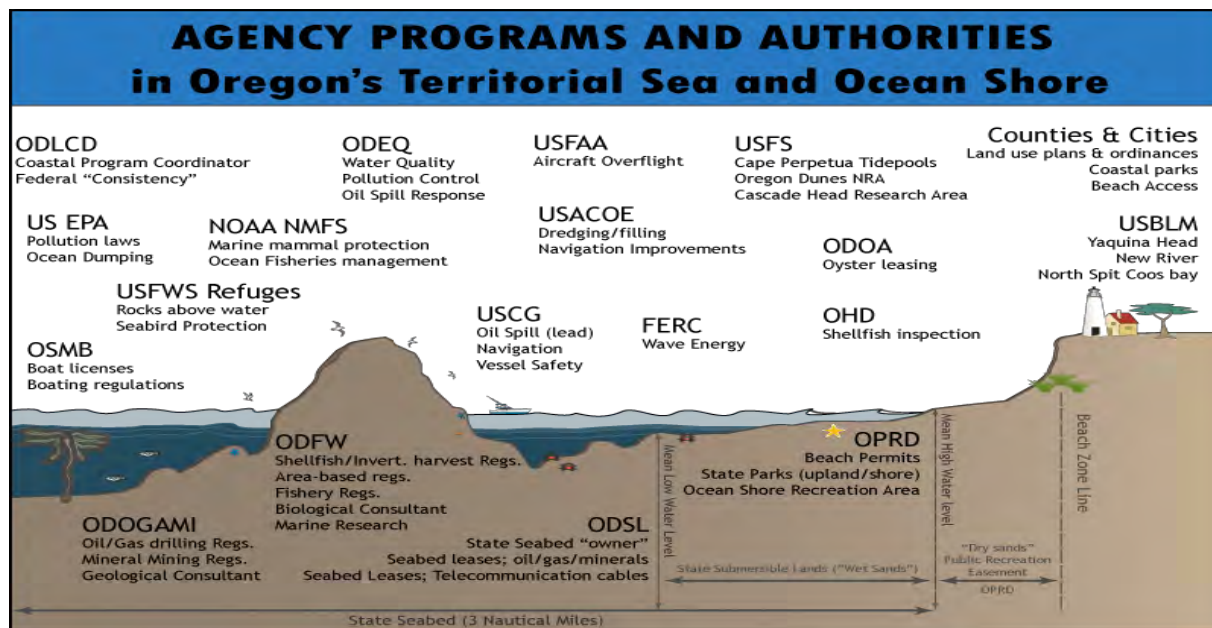 AGENCY PROGRAMS AND AUTHORITIES
in Oregon's Territorial Sea and Ocean Shore
ODLCD
Coastal Program Coordinator
Federal "Consistency"
ODEQ
Water Quality
Pollution Control
Oil Spill Response
USFAA
Aircraft Overflight
USFS
Cape Perpetua Tidepools
Oregon Dunes NRA
Cascade Head Research Area
Counties & Cities
Land use plans & ordinances
Coastal parks
Beach Access
US EPA
Pollution laws
Ocean Dumping
NOAA NMFS
Marine mammal protection
Ocean Fisheries management
USACOE
Dredging/filling
Navigation Improvements
ODOA
Oyster leasing
USBLM
Yaquina Head
New River
North Spit Coos bay
USFWS Refuges
Rocks above water
Seabird Protection
USCG
Oil Spill (lead)
Navigation
Vessel Safety
FERC
Wave Energy
OHD
Shellfish inspection
OSMB
Boat licenses
Boating regulations
ODFW
Shellfish/Invert. harvest Regs.
Area-based regs.
Fishery Regs.
Biological Consultant
Marine Research
OPRD
Beach Permits
State Parks (upland/shore)
Ocean Shore Recreation Area
ODOGAMI
Oil/Gas drilling Regs.
Mineral Mining Regs.
Geological Consultant
ODSL
State Seabed "owner"
Seabed leases; oil/gas/minerals
Seabed Leases; Telecommunication cables
Mean Low Water Level
Mean High Water level
Beach Zone Line
State Submersible Lands ("Wet Sands")
"Dry sands"
Public Recreation
Easement
OPRD
State Seabed (3 Nautical Miles)